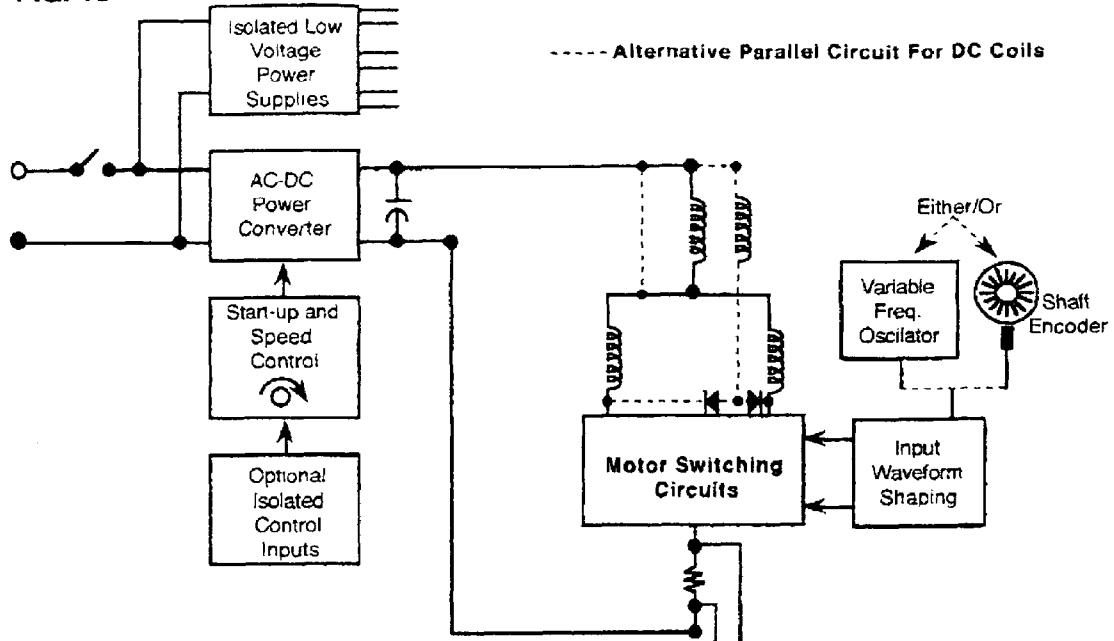 Isolated Low
Voltage
Power
Supplies
Alternative Parallel Circuit For DC Coils
AC-DC
Power
Converter
Either/Or
Variable
Freq.
Oscilator
Shaft
Encoder
Start-up and
Speed
Control
Motor Switching
Circuits
Input
Waveform
Shaping
Optional
Isolated
Control
Inputs